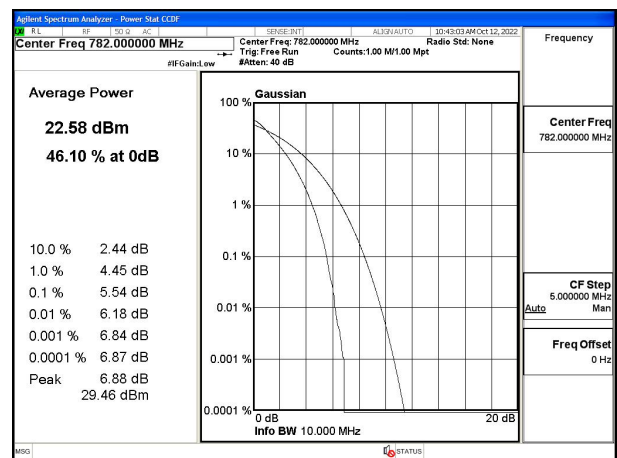 Agilent Spectrum Analyzer - Power Stat CCDF
RL RF 50 Ω AC SENSE:INT ALIGN AUTO 10:43:03 AM Oct 12, 2022
Center Freq 782.000000 MHz
Center Freq: 782.000000 MHz Radio Std: None
Trig: Free Run Counts:1.00 M/1.00 Mpt
#IFGain:Low #Atten: 40 dB
Frequency
Average Power
22.58 dBm
46.10 % at 0dB
10.0 % 2.44 dB
1.0 % 4.45 dB
0.1 % 5.54 dB
0.01 % 6.18 dB
0.001 % 6.84 dB
0.0001 % 6.87 dB
Peak 6.88 dB
29.46 dBm
Gaussian
100 %
10 %
1 %
0.1 %
0.01 %
0.001 %
0.0001 %
0 dB 20 dB
Info BW 10.000 MHz
Center Freq
782.000000 MHz
CF Step
5.000000 MHz
Auto Man
Freq Offset
0 Hz
MSG STATUS